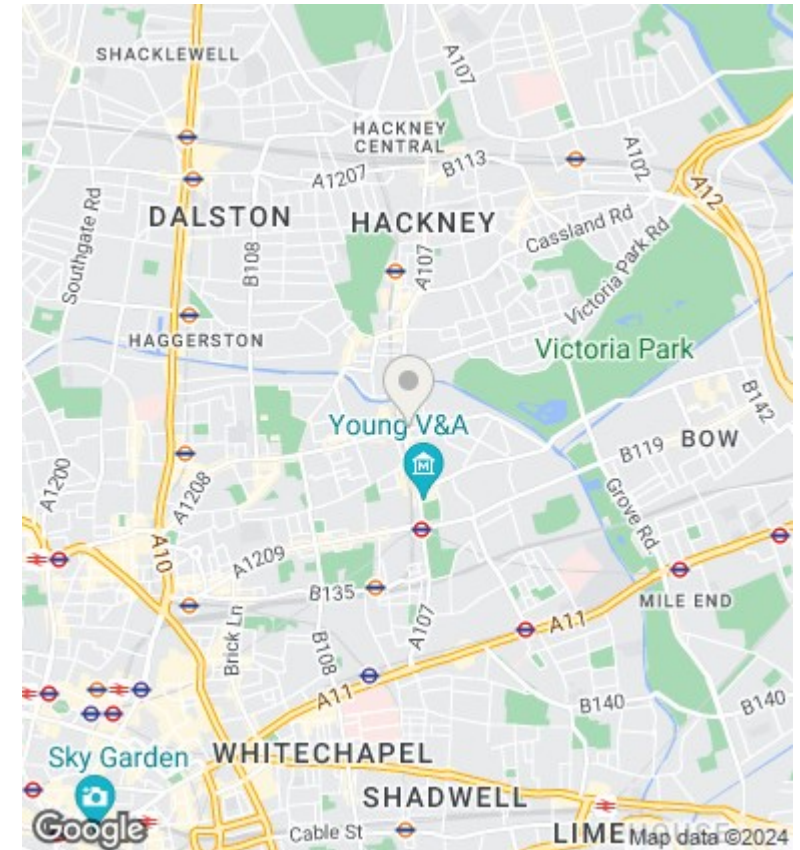 SHACKLEWELL
A107
HACKNEY
CENTRAL
B113
A102
A1207
A12
DALSTON
HACKNEY
Cassland Rd
Southgate Rd
B108
A107
Victoria Park Rd
HAGGERSTON
Victoria Park
B142
Young V&A
BOW
B119
A1200
A1208
Grove Rd
A10
A1209
B135
MILE END
A11
Brick Ln
B108
A107
A11
B140
B140
Sky Garden
WHITECHAPEL
SHADWELL
Google
Cable St
LIMEHOUSE
Map data ©2024